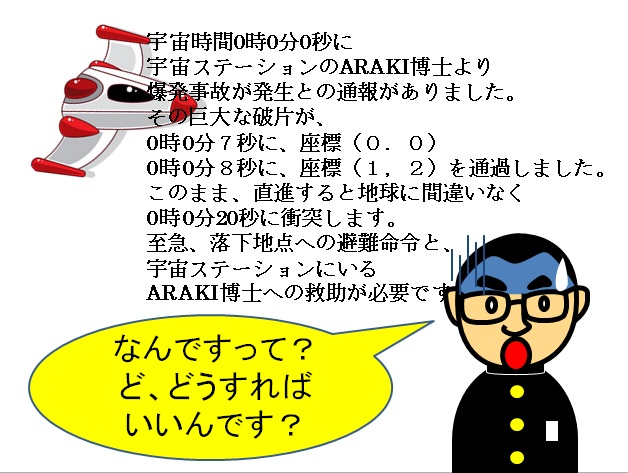 宇宙時間0時0分0秒に
宇宙ステーションのARAKI博士より
爆発事故が発生との通報がありました。
その巨大な破片が、
0時0分７秒に、座標（０．０）
0時0分８秒に、座標（１，２）を通過しました。
このまま、直進すると地球に間違いなく
0時0分20秒に衝突します。
至急、落下地点への避難命令と、
宇宙ステーションにいる
ARAKI博士への救助が必要です
なんですって？
ど、どうすれば
いいんです？